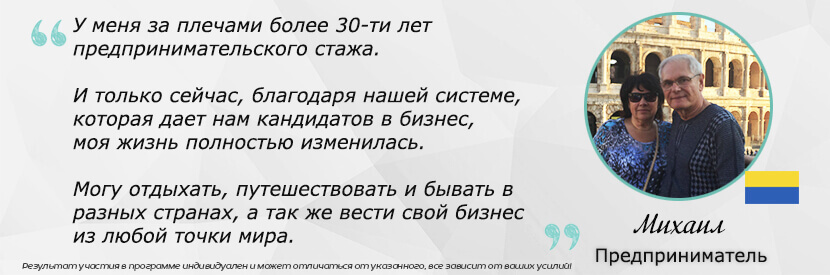 У меня за плечами более 30-ти лет
предпринимательского стажа.
И только сейчас, благодаря нашей системе,
которая дает нам кандидатов в бизнес,
моя жизнь полностью изменилась.
Могу отдыхать, путешествовать и бывать в
разных странах, а так же вести свой бизнес
из любой точки мира.
Михаил
Предприниматель
Результат участия в программе индивидуален и может отличаться от указанного, все зависит от ваших усилий!